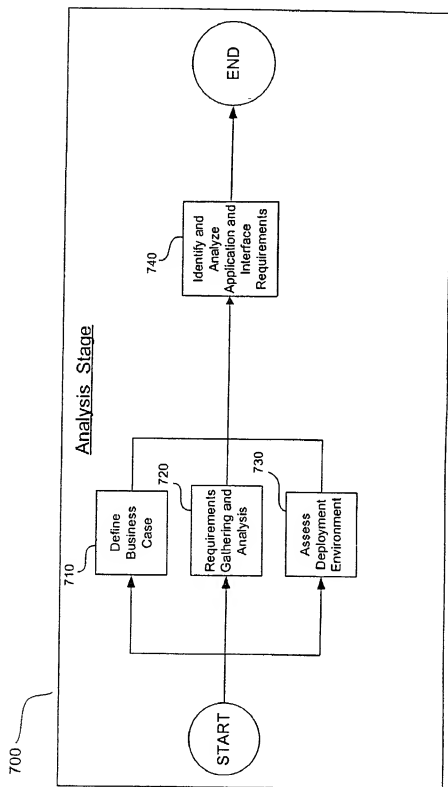 700
Analysis Stage
START
710
Define
Business
Case
720
Requirements
Gathering and
Analysis
730
Assess
Deployment
Environment
740
Identify and
Analyze
Application and
Interface
Requirements
END